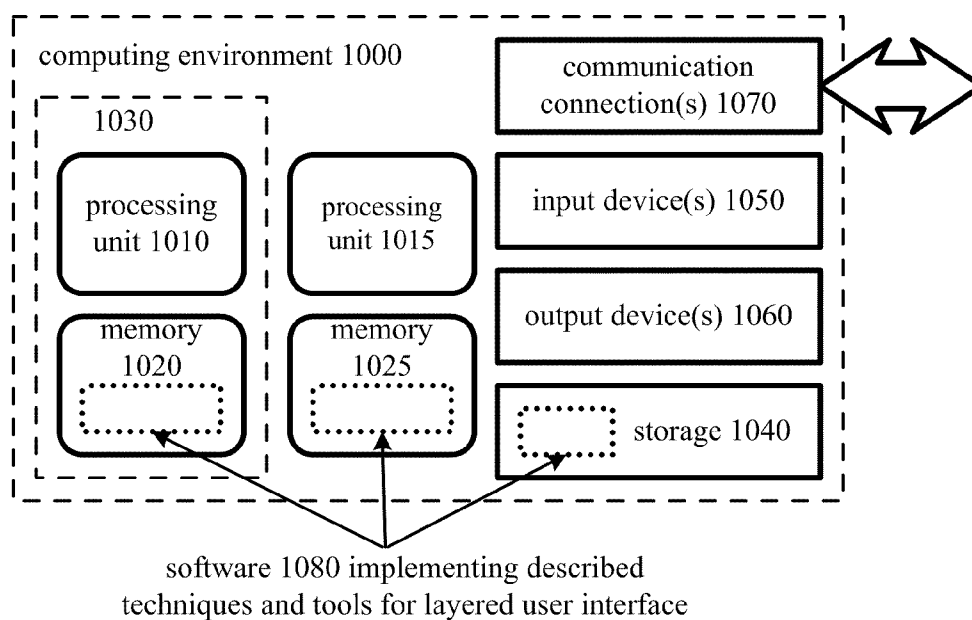 computing environment 1000
communication
connection(s) 1070
1030
processing
unit 1010
processing
unit 1015
input device(s) 1050
memory
1020
memory
1025
output device(s) 1060
storage 1040
software 1080 implementing described
techniques and tools for layered user interface